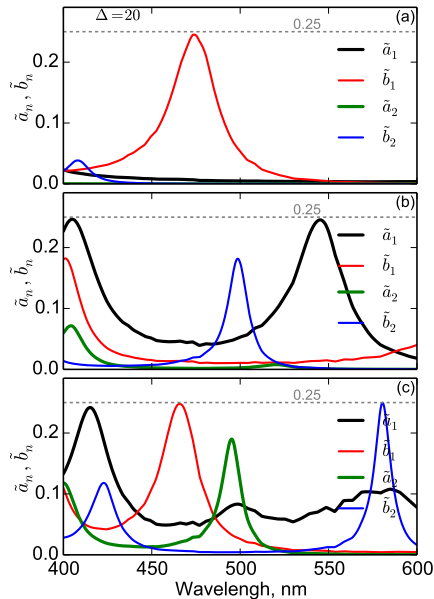 Δ=20
(a)
0.25
ã₁
b̃₁
ã₂
b̃₂
0.2
0.1
0.0
ãₙ, b̃ₙ
(b)
0.25
ã₁
b̃₁
ã₂
b̃₂
0.2
0.1
0.0
ãₙ, b̃ₙ
(c)
0.25
ã₁
b̃₁
ã₂
b̃₂
0.2
0.1
0.0
ãₙ, b̃ₙ
400 450 500 550 600
Wavelengh, nm